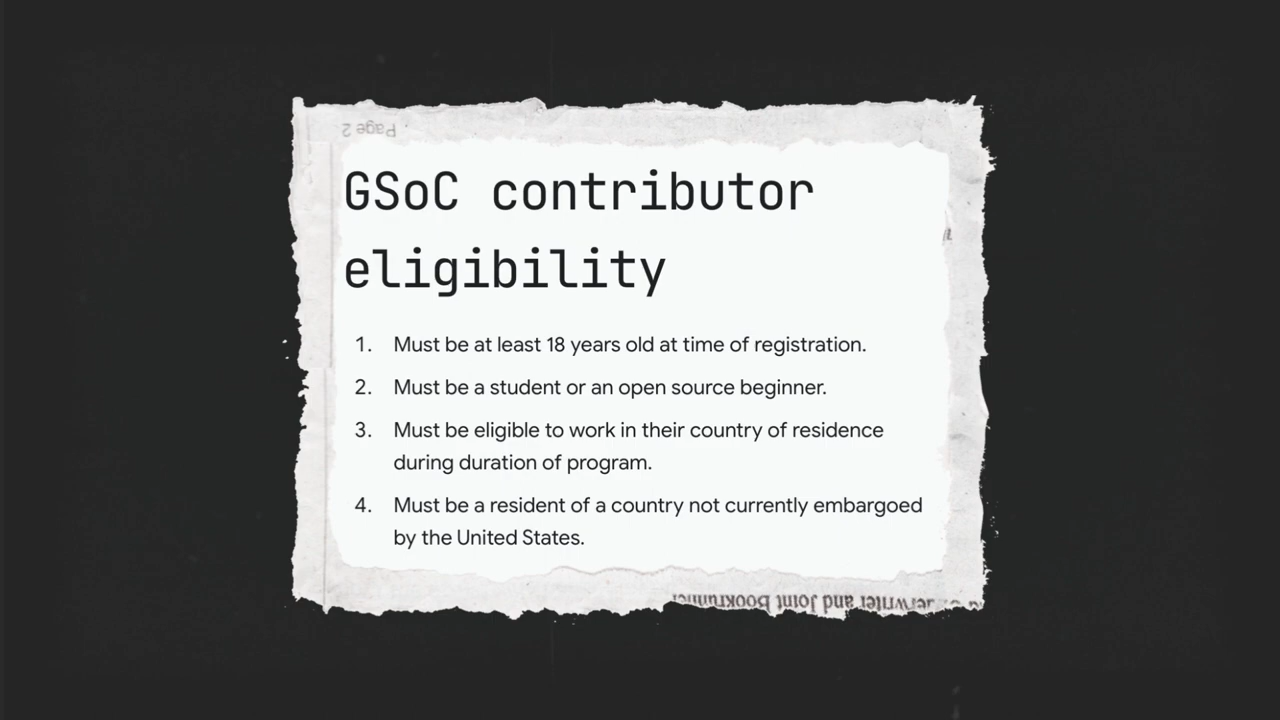 Page 2
GSoC contributor
eligibility
1. Must be at least 18 years old at time of registration.
2. Must be a student or an open source beginner.
3. Must be eligible to work in their country of residence
during duration of program.
4. Must be a resident of a country not currently embargoed
by the United States.
and Joint